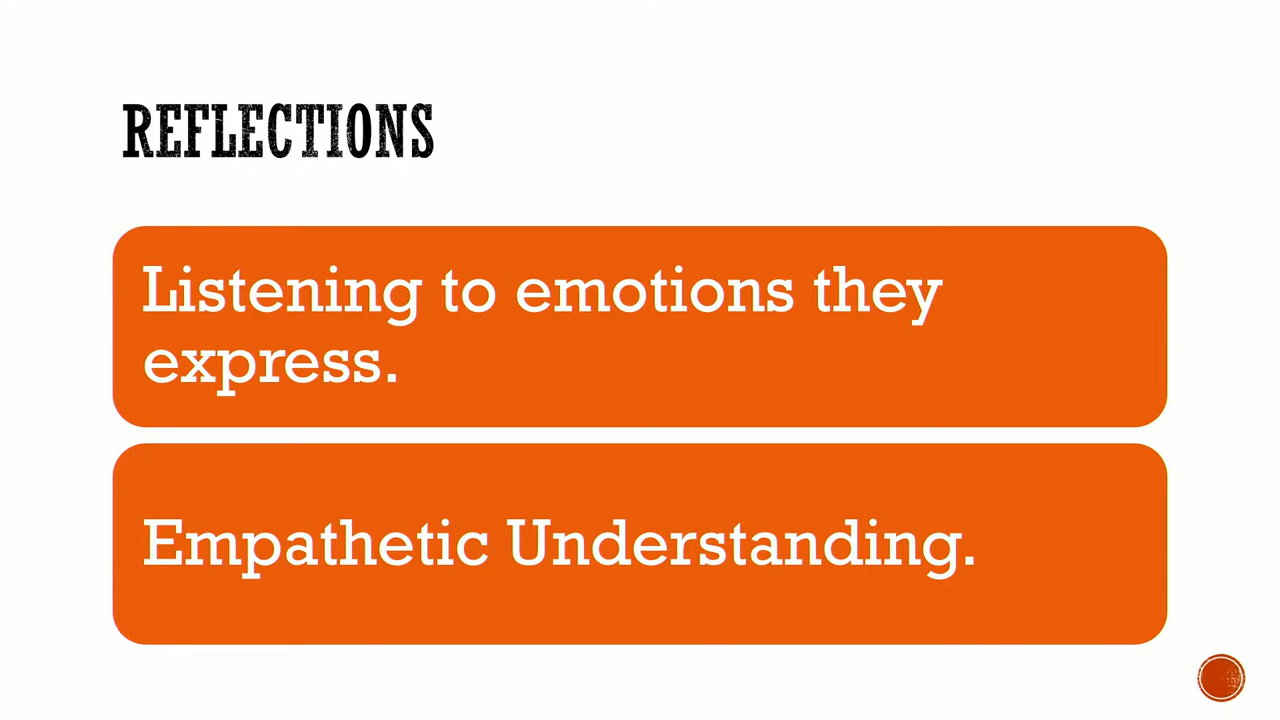 REFLECTIONS
Listening to emotions they
express.
Empathetic Understanding.